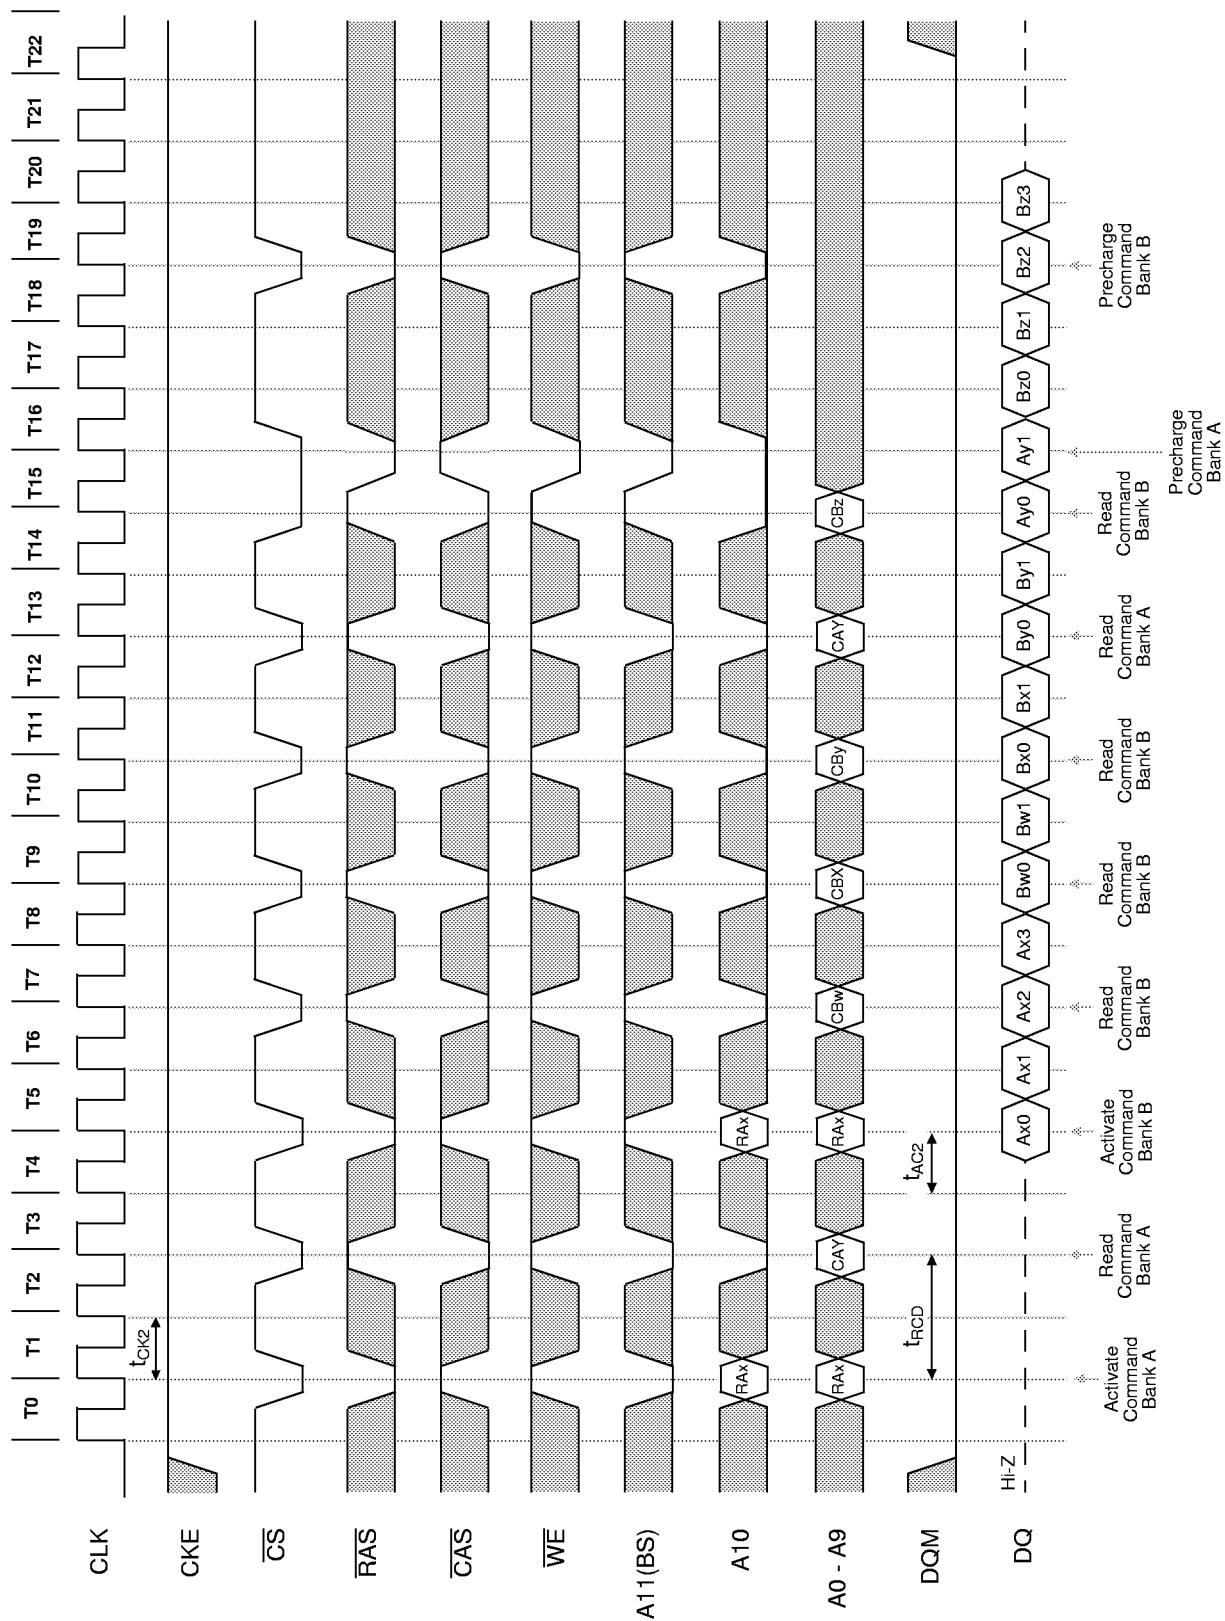 T0 T1 T2 T3 T4 T5 T6 T7 T8 T9 T10 T11 T12 T13 T14 T15 T16 T17 T18 T19 T20 T21 T22
CLK
tCK2
CKE
CS
RAS
CAS
WE
A11(BS)
A10
RAx RAx
A0 - A9
RAx CAY RAx CBw CBX CBy CAY CBz
DQM
tRCD tAC2
DQ
Hi-Z
Ax0 Ax1 Ax2 Ax3 Bw0 Bw1 Bx0 Bx1 By0 By1 Ay0 Ay1 Bz0 Bz1 Bz2 Bz3
Activate
Command
Bank A
Read
Command
Bank A
Activate
Command
Bank B
Read
Command
Bank B
Read
Command
Bank B
Read
Command
Bank B
Read
Command
Bank A
Read
Command
Bank B
Precharge
Command
Bank A
Precharge
Command
Bank B